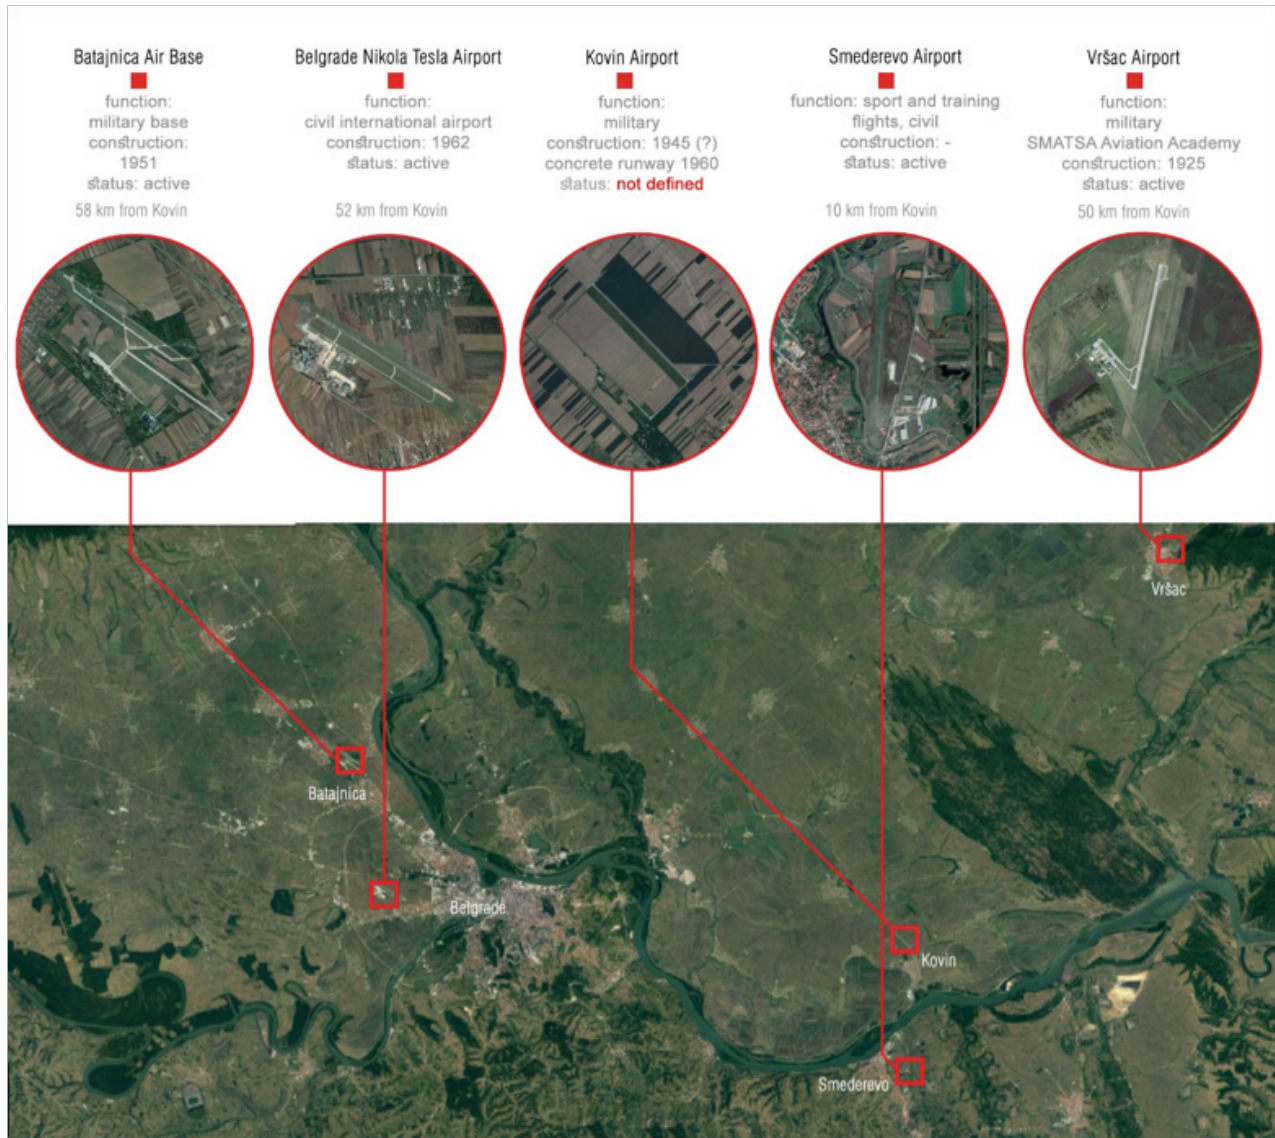 Batajnica Air Base
function:
military base
construction:
1951
status: active
58 km from Kovin
Belgrade Nikola Tesla Airport
function:
civil international airport
construction: 1962
status: active
52 km from Kovin
Kovin Airport
function:
military
construction: 1945 (?)
concrete runway 1960
status: not defined
Smederevo Airport
function: sport and training
flights, civil
construction: -
status: active
10 km from Kovin
Vršac Airport
function:
military
SMATSA Aviation Academy
construction: 1925
status: active
50 km from Kovin
Vršac
Batajnica
Belgrade
Kovin
Smederevo